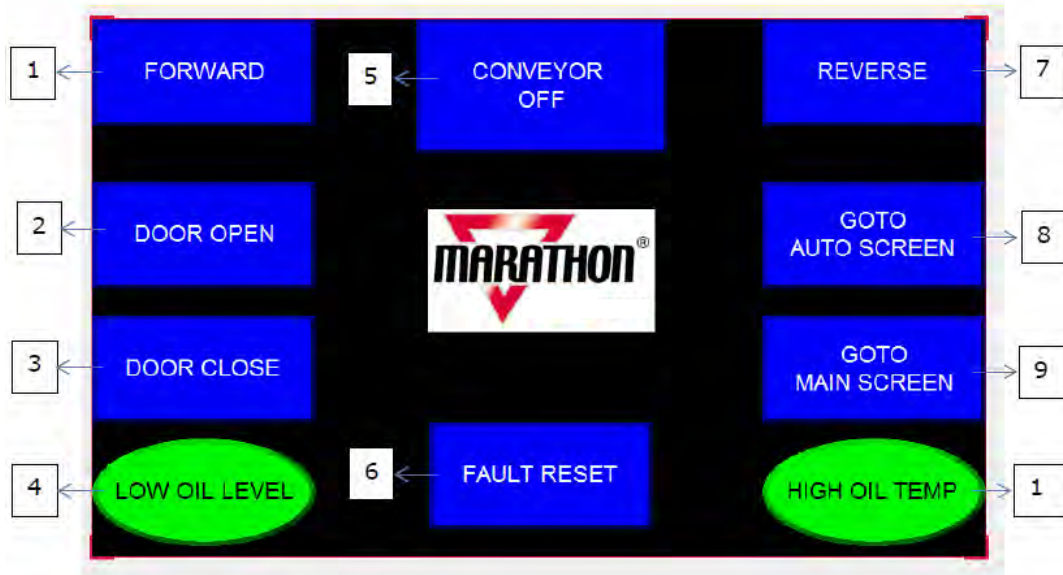 1
FORWARD
5
CONVEYOR
OFF
REVERSE
7
2
DOOR OPEN
MARATHON®
GOTO
AUTO SCREEN
8
3
DOOR CLOSE
GOTO
MAIN SCREEN
9
4
LOW OIL LEVEL
6
FAULT RESET
HIGH OIL TEMP
1